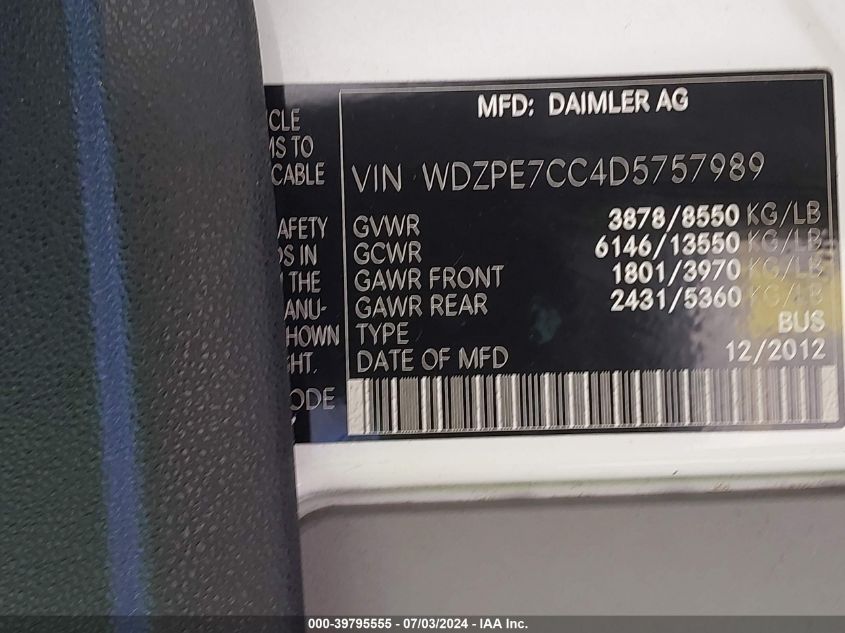 CLE
MS TO
CABLE
AFETY
DS IN
THE
ANU-
HOWN
HT.
ODE
MFD: DAIMLER AG
VIN WDZPE7CC4D5757989
GVWR 3878/8550 KG/LB
GCWR 6146/13550 KG/LB
GAWR FRONT 1801/3970 KG/LB
GAWR REAR 2431/5360 KG/LB
TYPE BUS
DATE OF MFD 12/2012
000-39795555 - 07/03/2024 - IAA Inc.